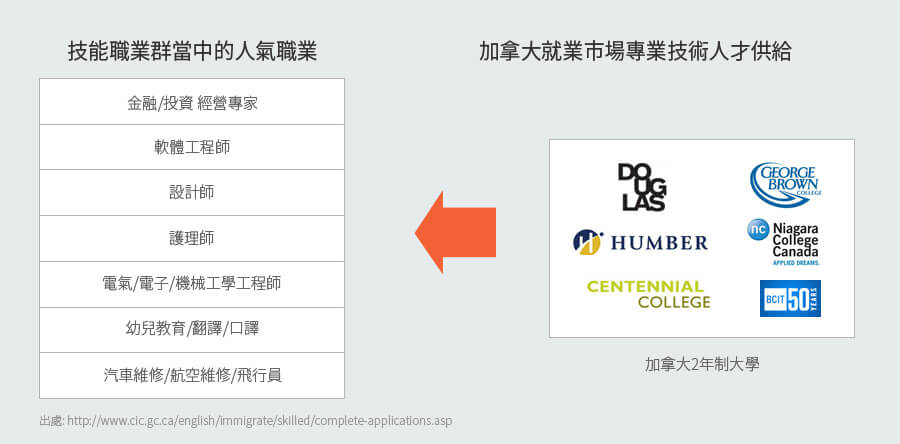 技能職業群當中的人氣職業
金融/投資 經營專家
軟體工程師
設計師
護理師
電氣/電子/機械工學工程師
幼兒教育/翻譯/口譯
汽車維修/航空維修/飛行員
出處: http://www.cic.gc.ca/english/immigrate/skilled/complete-applications.asp
加拿大就業市場專業技術人才供給
DO
UG
LAS
GEORGE
BROWN
COLLEGE
HUMBER
nc
Niagara
College
Canada
APPLIED DREAMS.
CENTENNIAL
COLLEGE
BCIT 50 YEARS
加拿大2年制大學